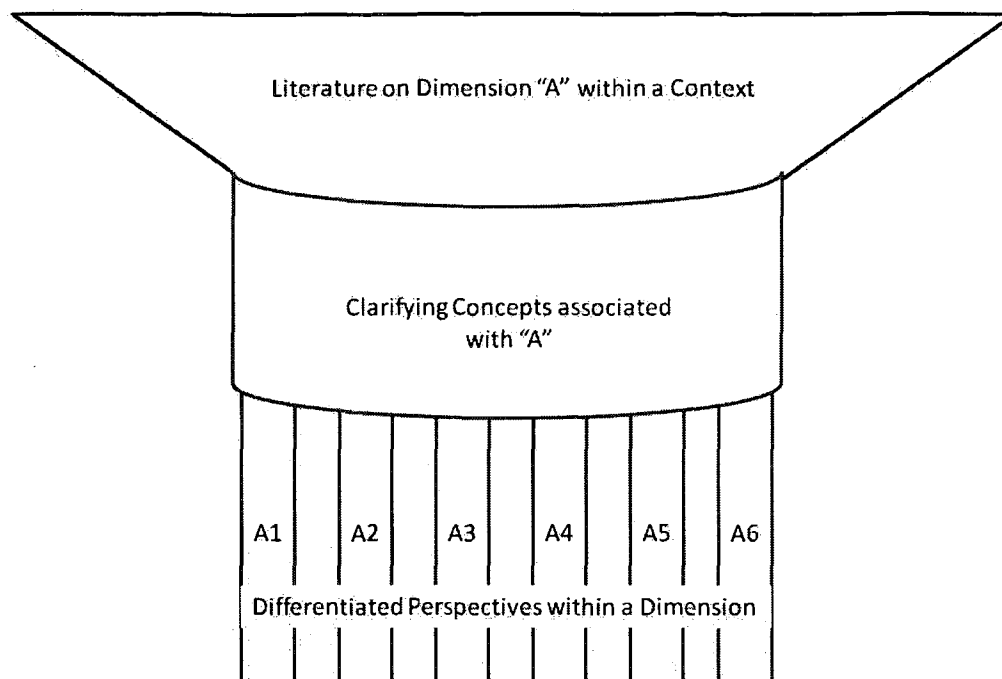 Literature on Dimension “A” within a Context
Clarifying Concepts associated
with “A”
A1 A2 A3 A4 A5 A6
Differentiated Perspectives within a Dimension